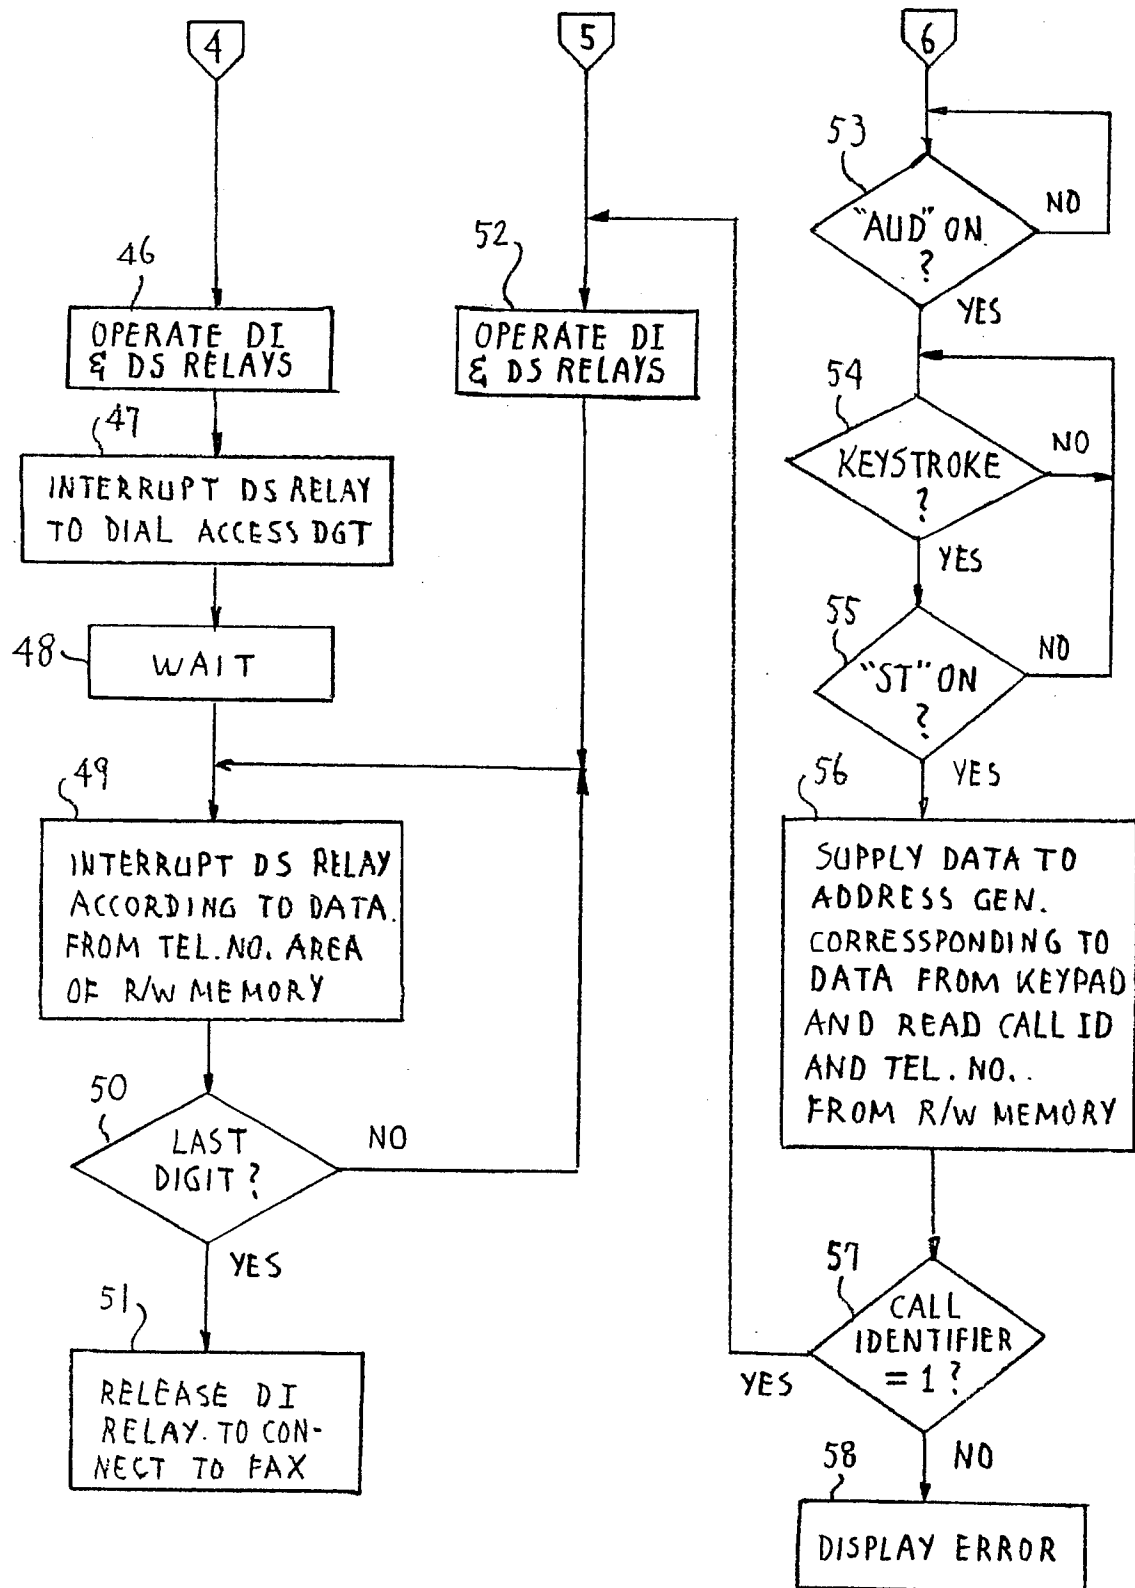 4
46
OPERATE DI
& DS RELAYS
47
INTERRUPT DS RELAY
TO DIAL ACCESS DGT
48
WAIT
49
INTERRUPT DS RELAY
ACCORDING TO DATA.
FROM TEL.NO. AREA
OF R/W MEMORY
50
LAST
DIGIT?
NO
YES
51
RELEASE DI
RELAY. TO CON-
NECT TO FAX
5
52
OPERATE DI
& DS RELAYS
6
53
"AUD" ON
?
NO
YES
54
KEYSTROKE
?
NO
YES
55
"ST" ON
?
NO
YES
56
SUPPLY DATA TO
ADDRESS GEN.
CORRESSPONDING TO
DATA FROM KEYPAD
AND READ CALL ID
AND TEL. NO..
FROM R/W MEMORY
57
CALL
IDENTIFIER
= 1?
YES
NO
58
DISPLAY ERROR